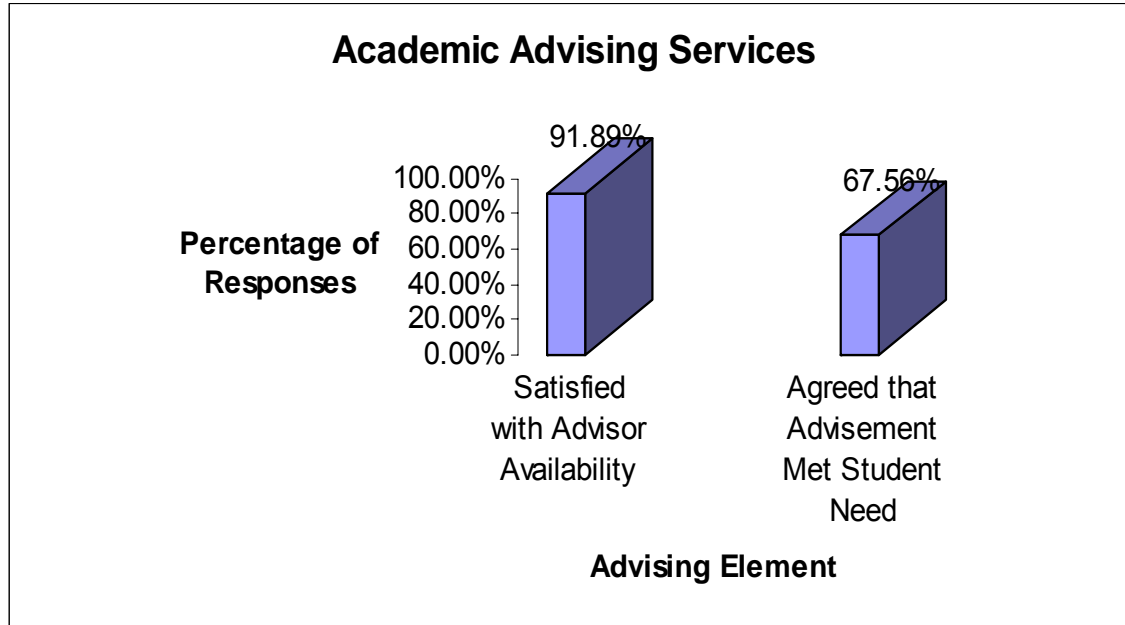 Academic Advising Services
91.89%
67.56%
100.00%
80.00%
60.00%
40.00%
20.00%
0.00%
Percentage of
Responses
Satisfied
with Advisor
Availability
Agreed that
Advisement
Met Student
Need
Advising Element